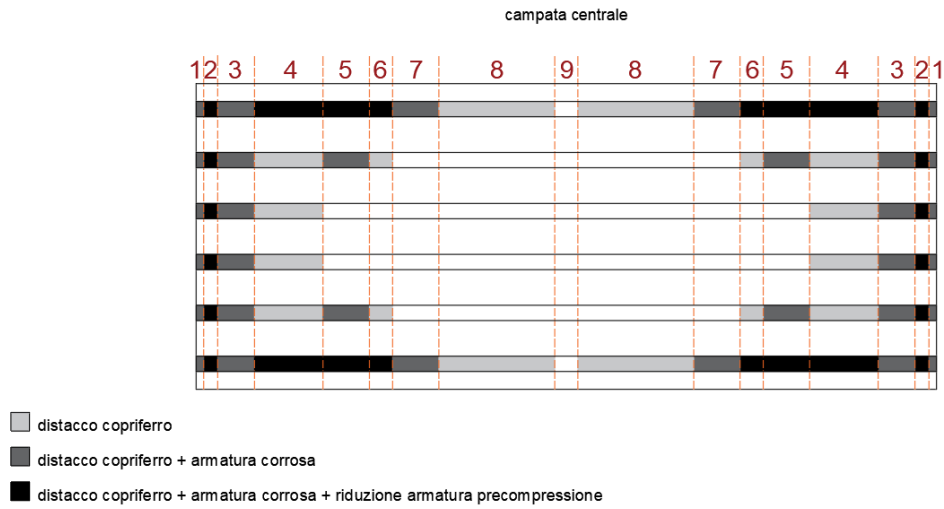 campata centrale
1 2 3 4 5 6 7 8 9 8 7 6 5 4 3 2 1
distacco copriferro
distacco copriferro + armatura corrosa
distacco copriferro + armatura corrosa + riduzione armatura precompressione